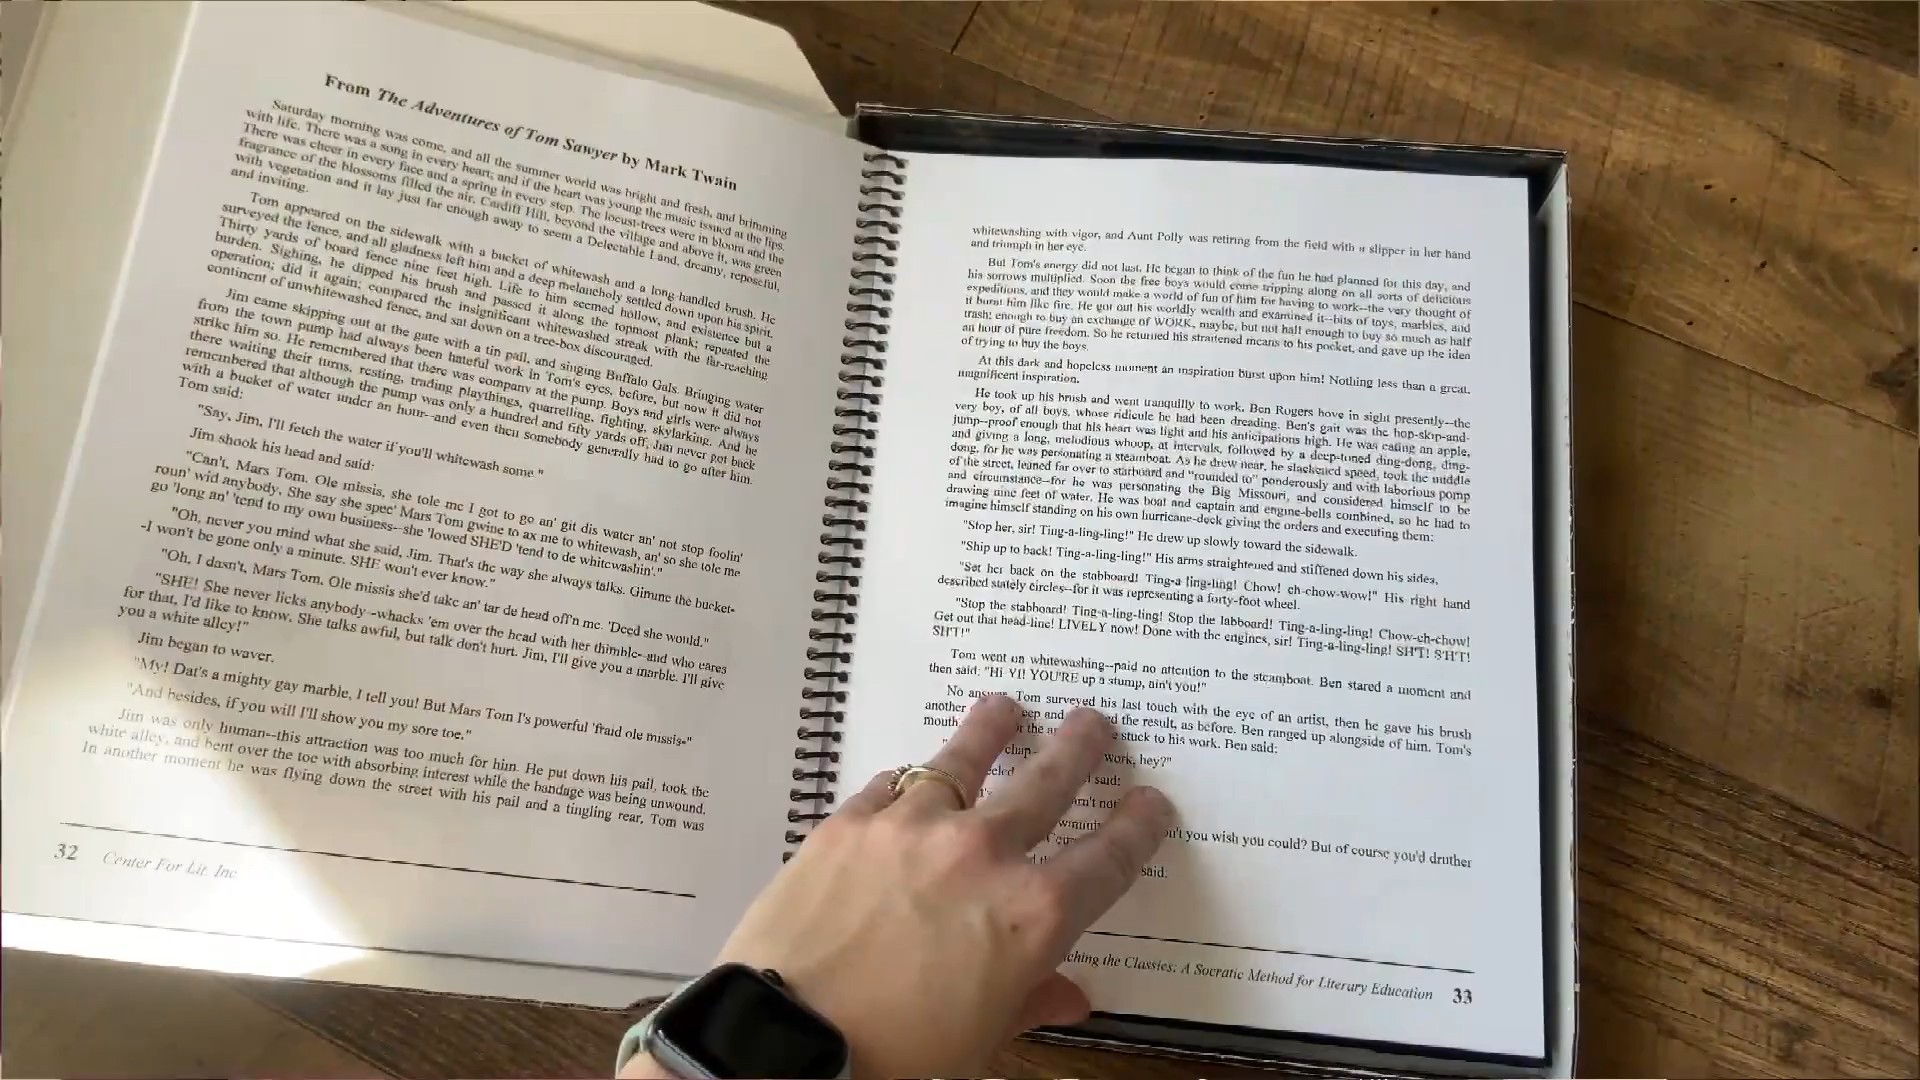 From The Adventures of Tom Sawyer by Mark Twain
Saturday morning was come, and all the summer world was bright and fresh, and brimming
with life. There was a song in every heart; and if the heart was young the music issued at the lips.
There was cheer in every face and a spring in every step. The locust-trees were in bloom and the
fragrance of the blossoms filled the air. Cardiff Hill, beyond the village and above it, was green
with vegetation and it lay just far enough away to seem a Delectable Land, dreamy, reposeful,
and inviting.
Tom appeared on the sidewalk with a bucket of whitewash and a long-handled brush. He
surveyed the fence, and all gladness left him and a deep melancholy settled down upon his spirit.
Thirty yards of board fence nine feet high. Life to him seemed hollow, and existence but a
burden. Sighing, he dipped his brush and passed it along the topmost plank; repeated the
operation; did it again; compared the insignificant whitewashed streak with the far-reaching
continent of unwhitewashed fence, and sat down on a tree-box discouraged.
Jim came skipping out at the gate with a tin pail, and singing Buffalo Gals. Bringing water
from the town pump had always been hateful work in Tom's eyes, before, but now it did not
strike him so. He remembered that there was company at the pump. Boys and girls were always
there waiting their turns, resting, trading playthings, quarrelling, fighting, skylarking. And he
remembered that although the pump was only a hundred and fifty yards off, Jim never got back
with a bucket of water under an hour--and even then somebody generally had to go after him.
Tom said:
"Say, Jim, I'll fetch the water if you'll whitewash some."
Jim shook his head and said:
"Can't, Mars Tom. Ole missis, she tole me I got to go an' git dis water an' not stop foolin'
roun' wid anybody. She say she spec' Mars Tom gwine to ax me to whitewash, an' so she tole me
go 'long an' 'tend to my own business--she 'lowed SHE'D 'tend to de whitewashin'."
"Oh, never you mind what she said, Jim. That's the way she always talks. Gimme the bucket-
-I won't be gone only a minute. SHE won't ever know."
"Oh, I dasn't, Mars Tom. Ole missis she'd take an' tar de head off'n me. 'Deed she would."
"SHE! She never licks anybody--whacks 'em over the head with her thimble--and who cares
for that, I'd like to know. She talks awful, but talk don't hurt. Jim, I'll give you a marble. I'll give
you a white alley!"
Jim began to waver.
"My! Dat's a mighty gay marble, I tell you! But Mars Tom I's powerful 'fraid ole missis-"
"And besides, if you will I'll show you my sore toe."
Jim was only human--this attraction was too much for him. He put down his pail, took the
white alley, and bent over the toe with absorbing interest while the bandage was being unwound.
In another moment he was flying down the street with his pail and a tingling rear, Tom was
32 Center For Lit, Inc
whitewashing with vigor, and Aunt Polly was retiring from the field with a slipper in her hand
and triumph in her eye.
But Tom's energy did not last. He began to think of the fun he had planned for this day, and
his sorrows multiplied. Soon the free boys would come tripping along on all sorts of delicious
expeditions, and they would make a world of fun of him for having to work--the very thought of
it burnt him like fire. He got out his worldly wealth and examined it--bits of toys, marbles, and
trash; enough to buy an exchange of WORK, maybe, but not half enough to buy so much as half
an hour of pure freedom. So he returned his straitened means to his pocket, and gave up the idea
of trying to buy the boys.
At this dark and hopeless moment an inspiration burst upon him! Nothing less than a great,
magnificent inspiration.
He took up his brush and went tranquilly to work. Ben Rogers hove in sight presently--the
very boy, of all boys, whose ridicule he had been dreading. Ben's gait was the hop-skip-and-
jump--proof enough that his heart was light and his anticipations high. He was eating an apple,
and giving a long, melodious whoop, at intervals, followed by a deep-toned ding-dong, ding-
dong, for he was personating a steamboat. As he drew near, he slackened speed, took the middle
of the street, leaned far over to starboard and "rounded to" ponderously and with laborious pomp
and circumstance--for he was personating the Big Missouri, and considered himself to be
drawing nine feet of water. He was boat and captain and engine-bells combined, so he had to
imagine himself standing on his own hurricane-deck giving the orders and executing them:
"Stop her, sir! Ting-a-ling-ling!" He drew up slowly toward the sidewalk.
"Ship up to back! Ting-a-ling-ling!" His arms straightened and stiffened down his sides.
"Set her back on the stabboard! Ting-a-ling-ling! Chow! ch-chow-wow!" His right hand
described stately circles--for it was representing a forty-foot wheel.
"Stop the stabboard! Ting-a-ling-ling! Stop the labboard! Ting-a-ling-ling! Chow-ch-chow!
Get out that head-line! LIVELY now! Done with the engines, sir! Ting-a-ling-ling! SH'T! S'H'T!
SH'T!"
Tom went on whitewashing--paid no attention to the steamboat. Ben stared a moment and
then said: "Hi YI! YOU'RE up a stump, ain't you!"
No answer. Tom surveyed his last touch with the eye of an artist, then he gave his brush
another eep and ed the result, as before. Ben ranged up alongside of him. Tom's
mouth or the stuck to his work. Ben said:
chap- work, hey?"
said:
n't you wish you could? But of course you'd druther
said:
ching the Classics: A Socratic Method for Literary Education 33